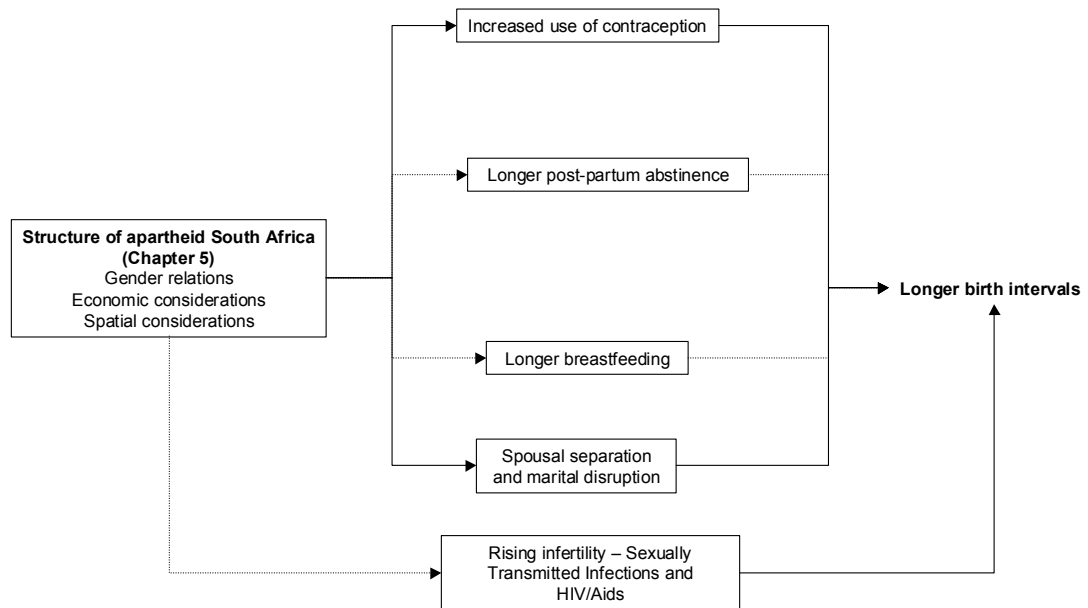 Increased use of contraception
Longer post-partum abstinence
Structure of apartheid South Africa
(Chapter 5)
Gender relations
Economic considerations
Spatial considerations
Longer birth intervals
Longer breastfeeding
Spousal separation
and marital disruption
Rising infertility – Sexually
Transmitted Infections and
HIV/Aids